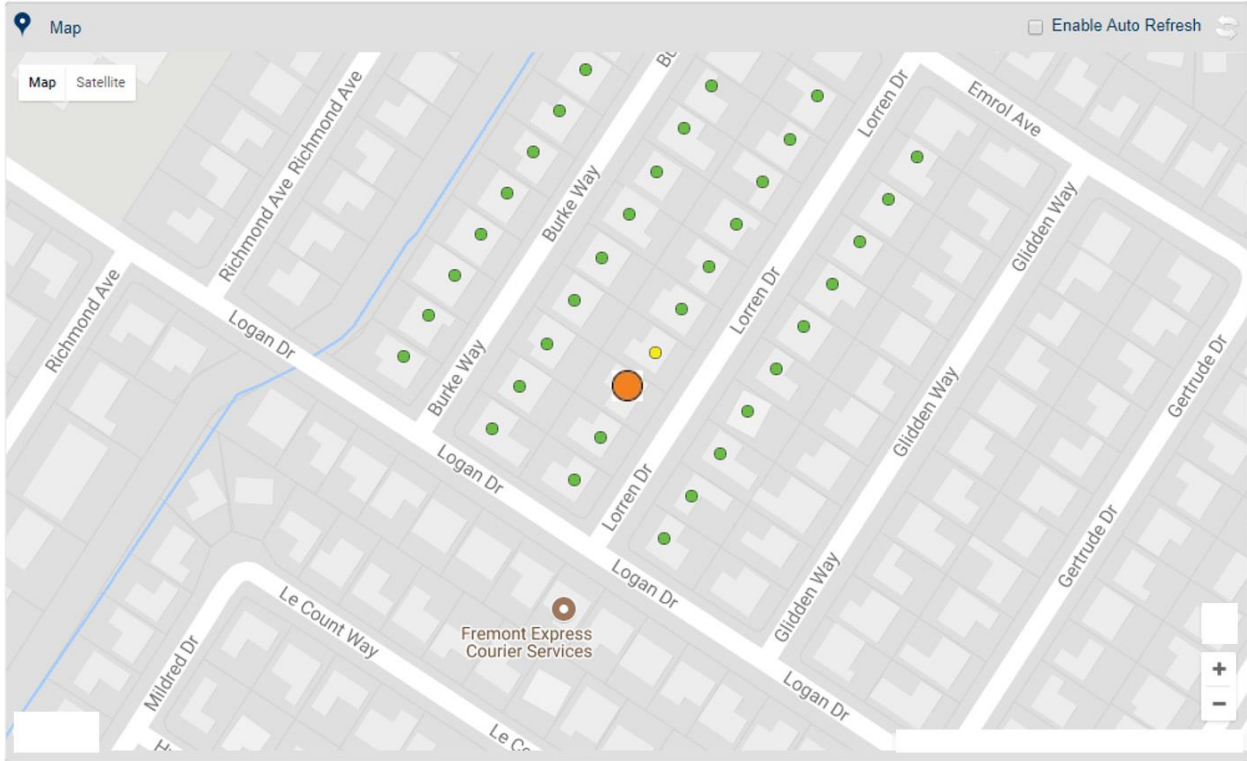 Map
Enable Auto Refresh
Map
Satellite
Richmond Ave
Richmond Ave
Richmond Ave
Burke Way
Lorren Dr
Emrol Ave
Glidden Way
Lorren Dr
Logan Dr
Burke Way
Glidden Way
Gertrude Dr
Logan Dr
Lorren Dr
Gertrude Dr
Logan Dr
Glidden Way
Le Count Way
Fremont Express
Courier Services
Mildred Dr
Logan Dr
Le Co
+
−